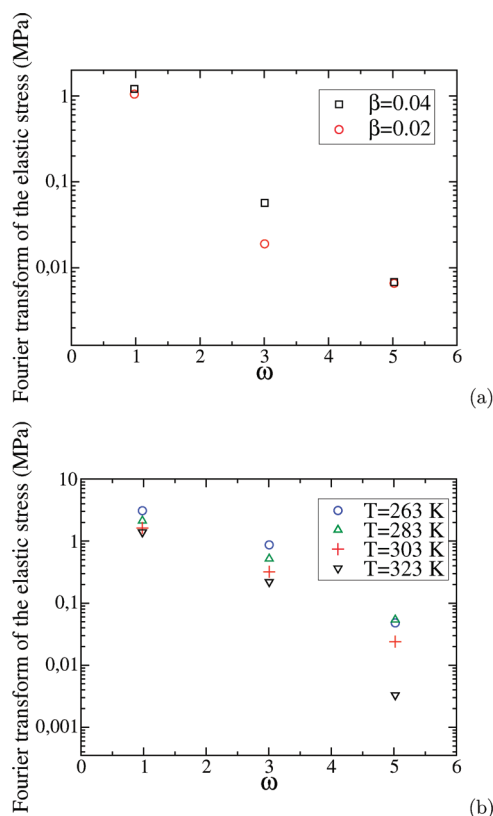 Fourier transform of the elastic stress (MPa)
1
0,1
0,01
0 1 2 3 4 5 6
ω
β=0.04
β=0.02
(a)
Fourier transform of the elastic stress (MPa)
10
1
0,1
0,01
0,001
0 1 2 3 4 5 6
ω
T=263 K
T=283 K
T=303 K
T=323 K
(b)